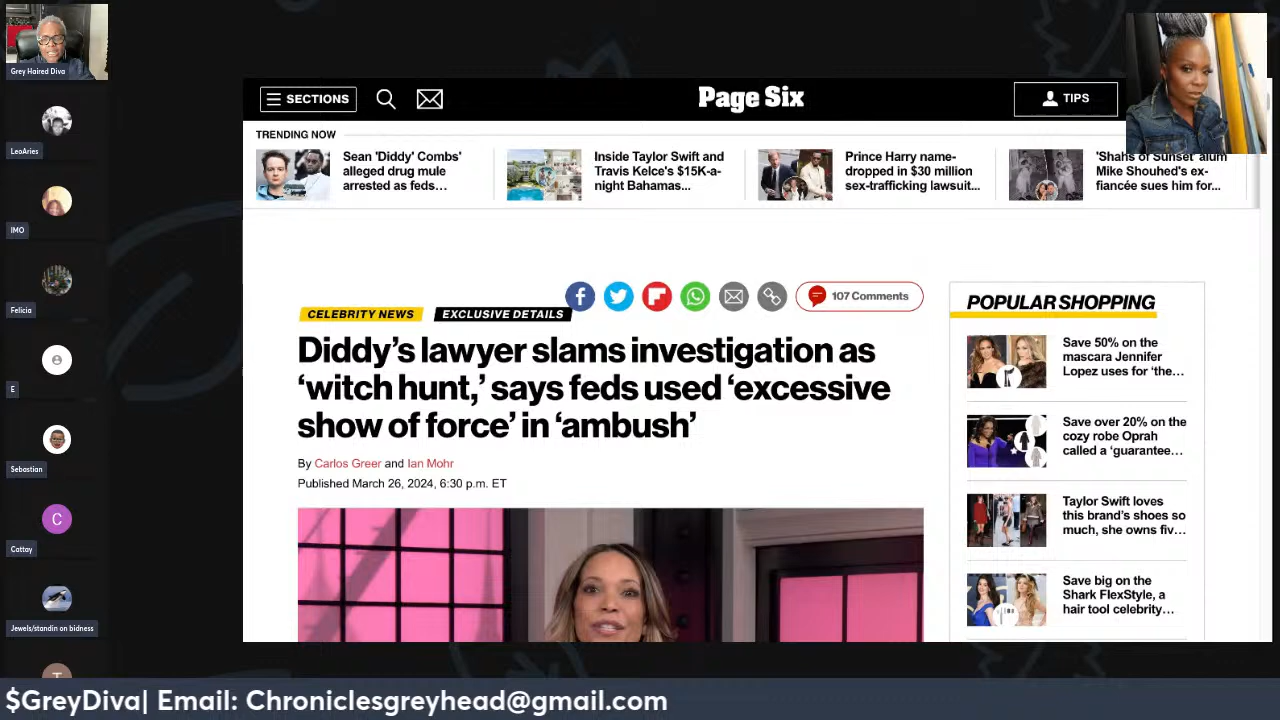 Grey Haired Diva
LeoAries
IMO
Felicia
E
Sebastian
C
Cattay
Jewels/standin on bidness
T
SECTIONS
Page Six
TIPS
TRENDING NOW
Sean 'Diddy' Combs'
alleged drug mule
arrested as feds...
Inside Taylor Swift and
Travis Kelce's $15K-a-
night Bahamas...
Prince Harry name-
dropped in $30 million
sex-trafficking lawsuit...
'Shahs of Sunset' alum
Mike Shouhed's ex-
fiancée sues him for...
107 Comments
CELEBRITY NEWS
EXCLUSIVE DETAILS
Diddy's lawyer slams investigation as
'witch hunt,' says feds used 'excessive
show of force' in 'ambush'
By Carlos Greer and Ian Mohr
Published March 26, 2024, 6:30 p.m. ET
POPULAR SHOPPING
Save 50% on the
mascara Jennifer
Lopez uses for 'the...
Save over 20% on the
cozy robe Oprah
called a 'guarantee...
Taylor Swift loves
this brand's shoes so
much, she owns fiv...
Save big on the
Shark FlexStyle, a
hair tool celebrity...
$GreyDiva| Email: Chroniclesgreyhead@gmail.com